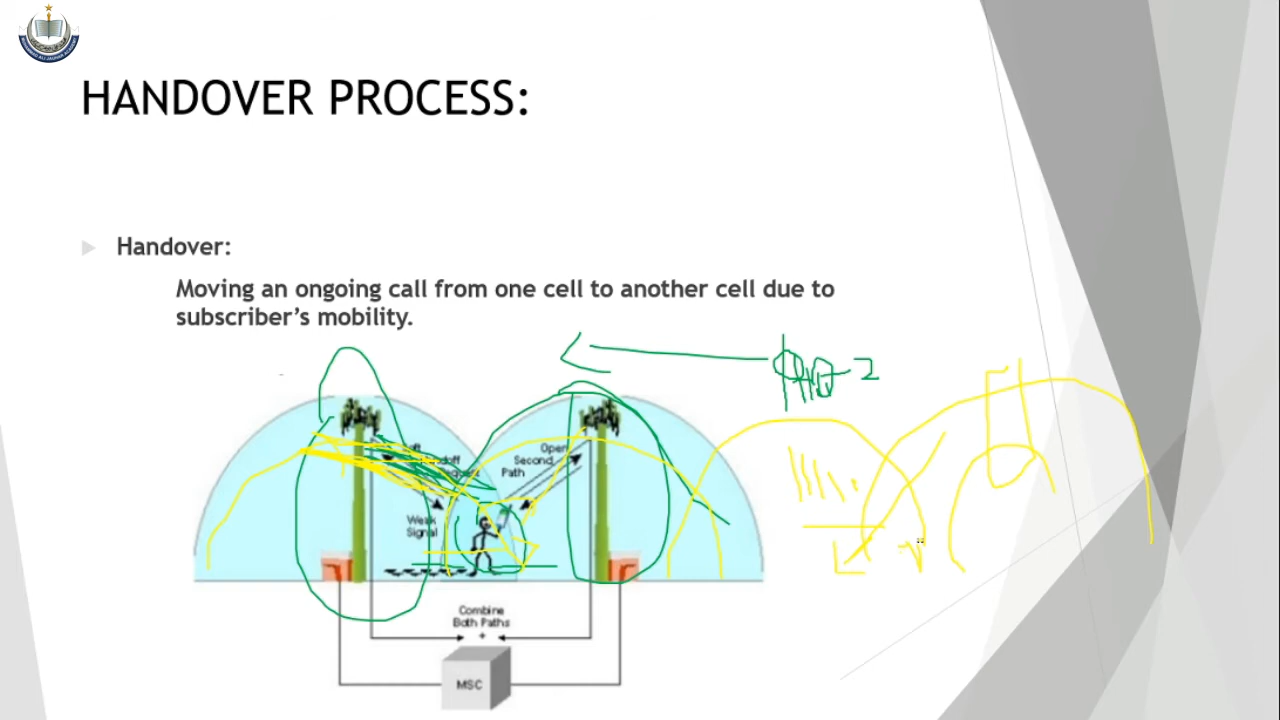 HANDOVER PROCESS:
Handover:
Moving an ongoing call from one cell to another cell due to
subscriber's mobility.
Open
Second
Path
Weak
Signal
Combine
Both Paths
+
MSC
2